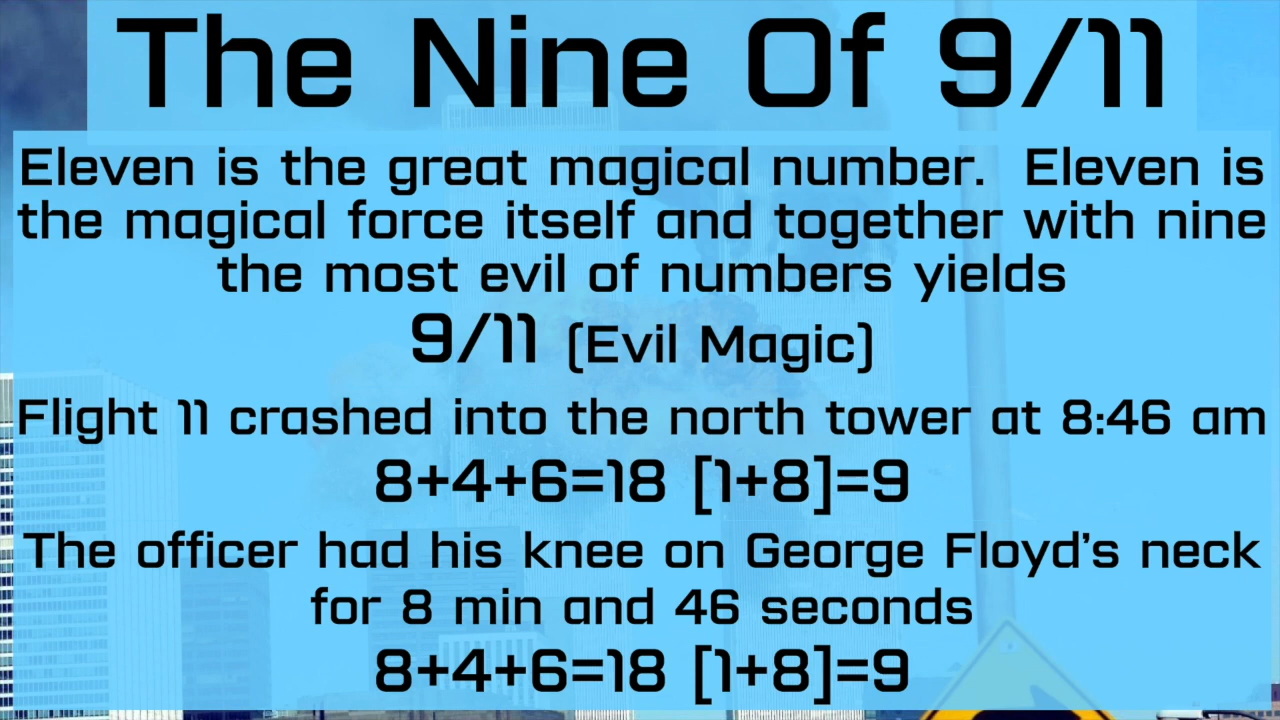 The Nine Of 9/11
Eleven is the great magical number.  Eleven is
the magical force itself and together with nine
the most evil of numbers yields
9/11 (Evil Magic)
Flight 11 crashed into the north tower at 8:46 am
8+4+6=18 [1+8]=9
The officer had his knee on George Floyd's neck
for 8 min and 46 seconds
8+4+6=18 [1+8]=9